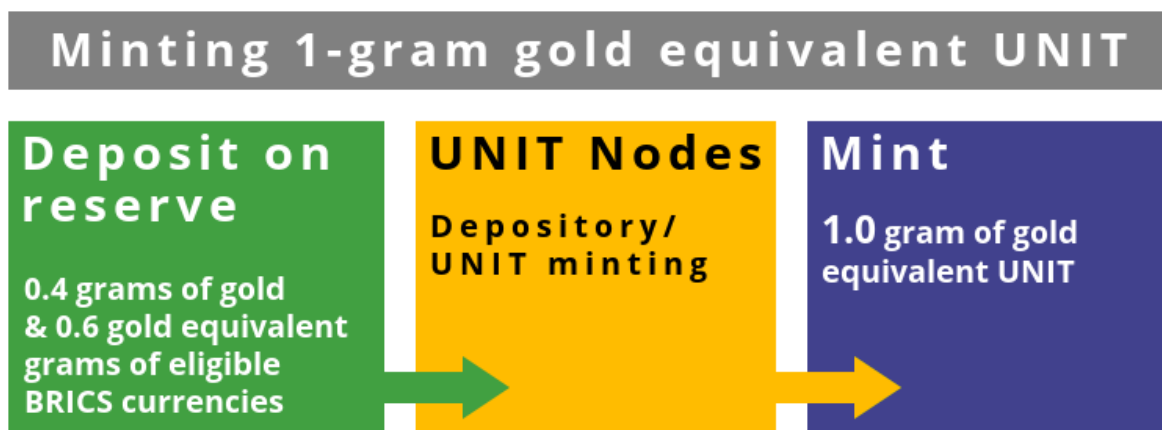 Minting 1-gram gold equivalent UNIT
Deposit on
reserve
0.4 grams of gold
& 0.6 gold equivalent
grams of eligible
BRICS currencies
UNIT Nodes
Depository/
UNIT minting
Mint
1.0 gram of gold
equivalent UNIT